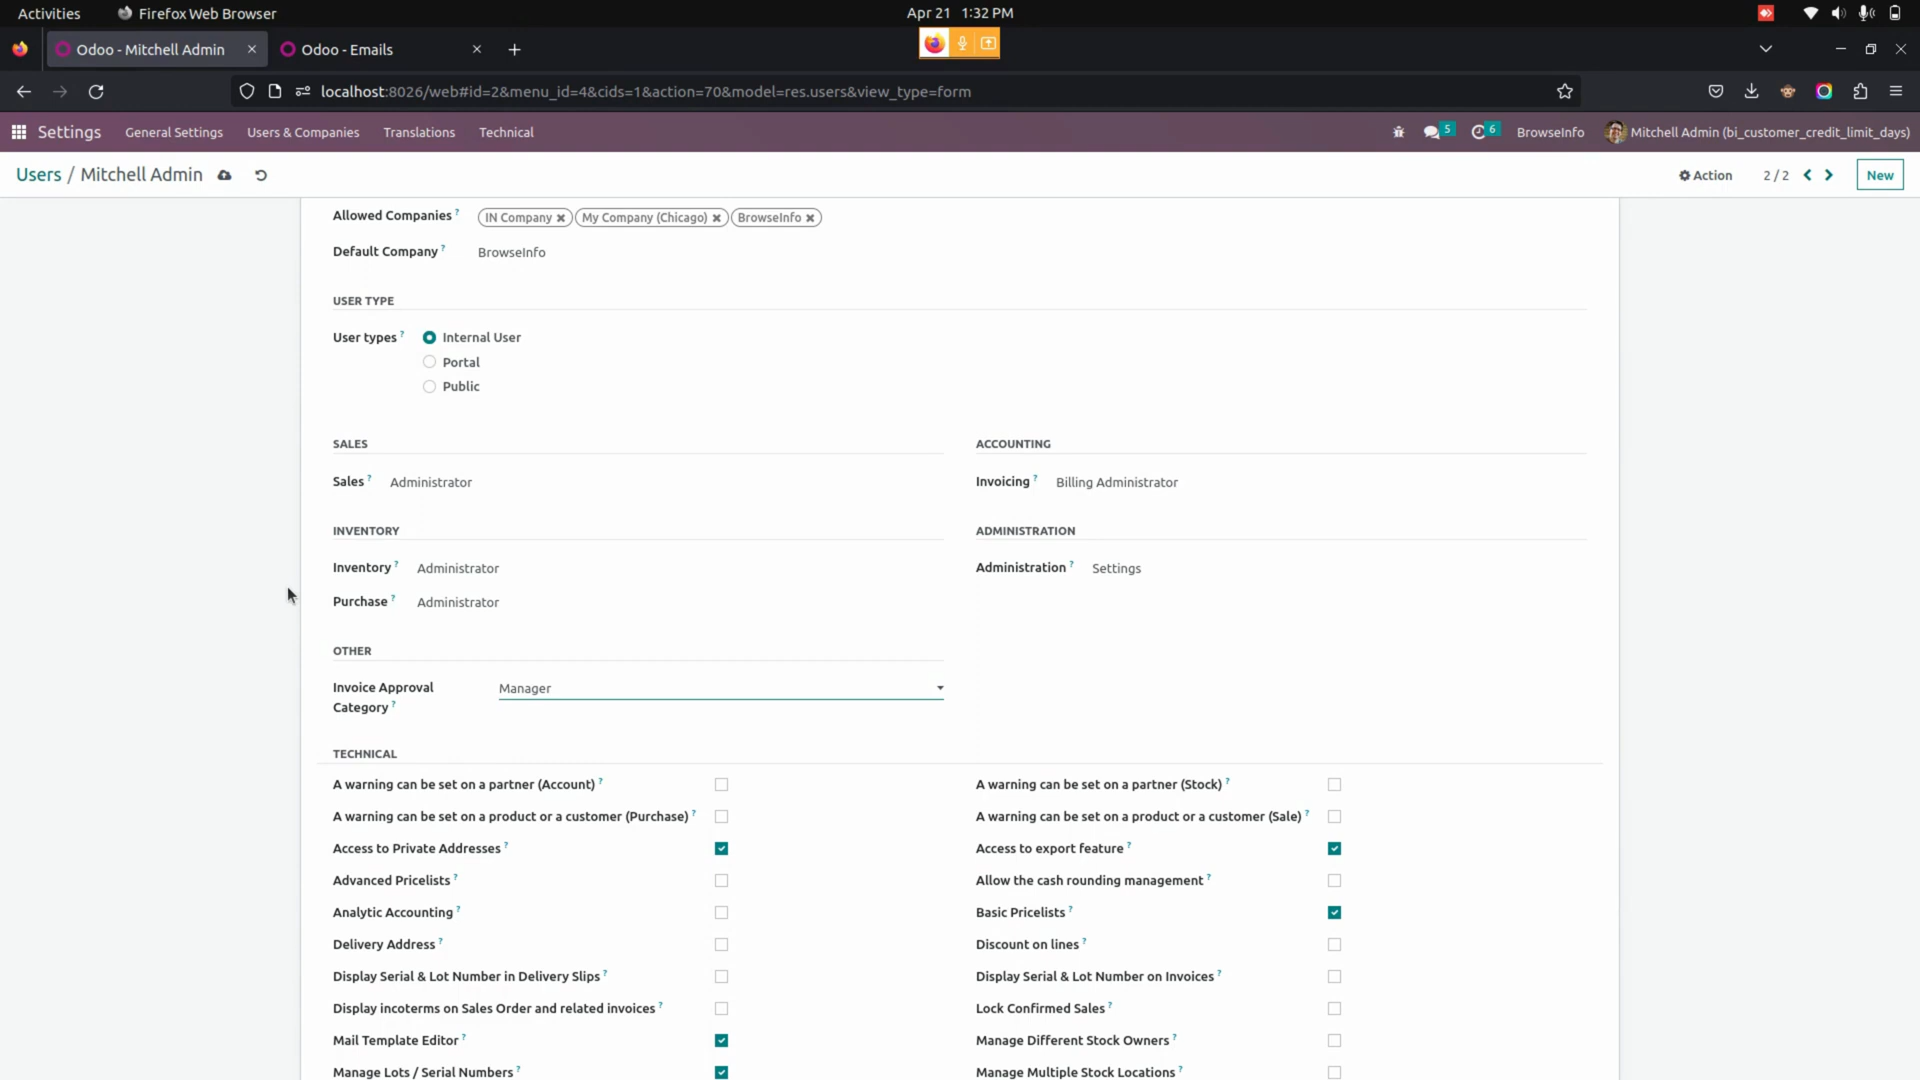 Activities
Firefox Web Browser
Apr 21 1:32 PM
Odoo - Mitchell Admin
Odoo - Emails
localhost:8026/web#id=2&menu_id=4&cids=1&action=70&model=res.users&view_type=form
Settings
General Settings
Users & Companies
Translations
Technical
5
6
BrowseInfo
Mitchell Admin (bi_customer_credit_limit_days)
Users / Mitchell Admin
Action
2 / 2
New
Allowed Companies ? IN Company My Company (Chicago) BrowseInfo
Default Company ? BrowseInfo
USER TYPE
User types ? Internal User
Portal
Public
SALES
Sales ? Administrator
ACCOUNTING
Invoicing ? Billing Administrator
INVENTORY
Inventory ? Administrator
Purchase ? Administrator
ADMINISTRATION
Administration ? Settings
OTHER
Invoice Approval
Category ?
Manager
TECHNICAL
A warning can be set on a partner (Account) ?
A warning can be set on a partner (Stock) ?
A warning can be set on a product or a customer (Purchase) ?
A warning can be set on a product or a customer (Sale) ?
Access to Private Addresses ?
Access to export feature ?
Advanced Pricelists ?
Allow the cash rounding management ?
Analytic Accounting ?
Basic Pricelists ?
Delivery Address ?
Discount on lines ?
Display Serial & Lot Number in Delivery Slips ?
Display Serial & Lot Number on Invoices ?
Display incoterms on Sales Order and related invoices ?
Lock Confirmed Sales ?
Mail Template Editor ?
Manage Different Stock Owners ?
Manage Lots / Serial Numbers ?
Manage Multiple Stock Locations ?